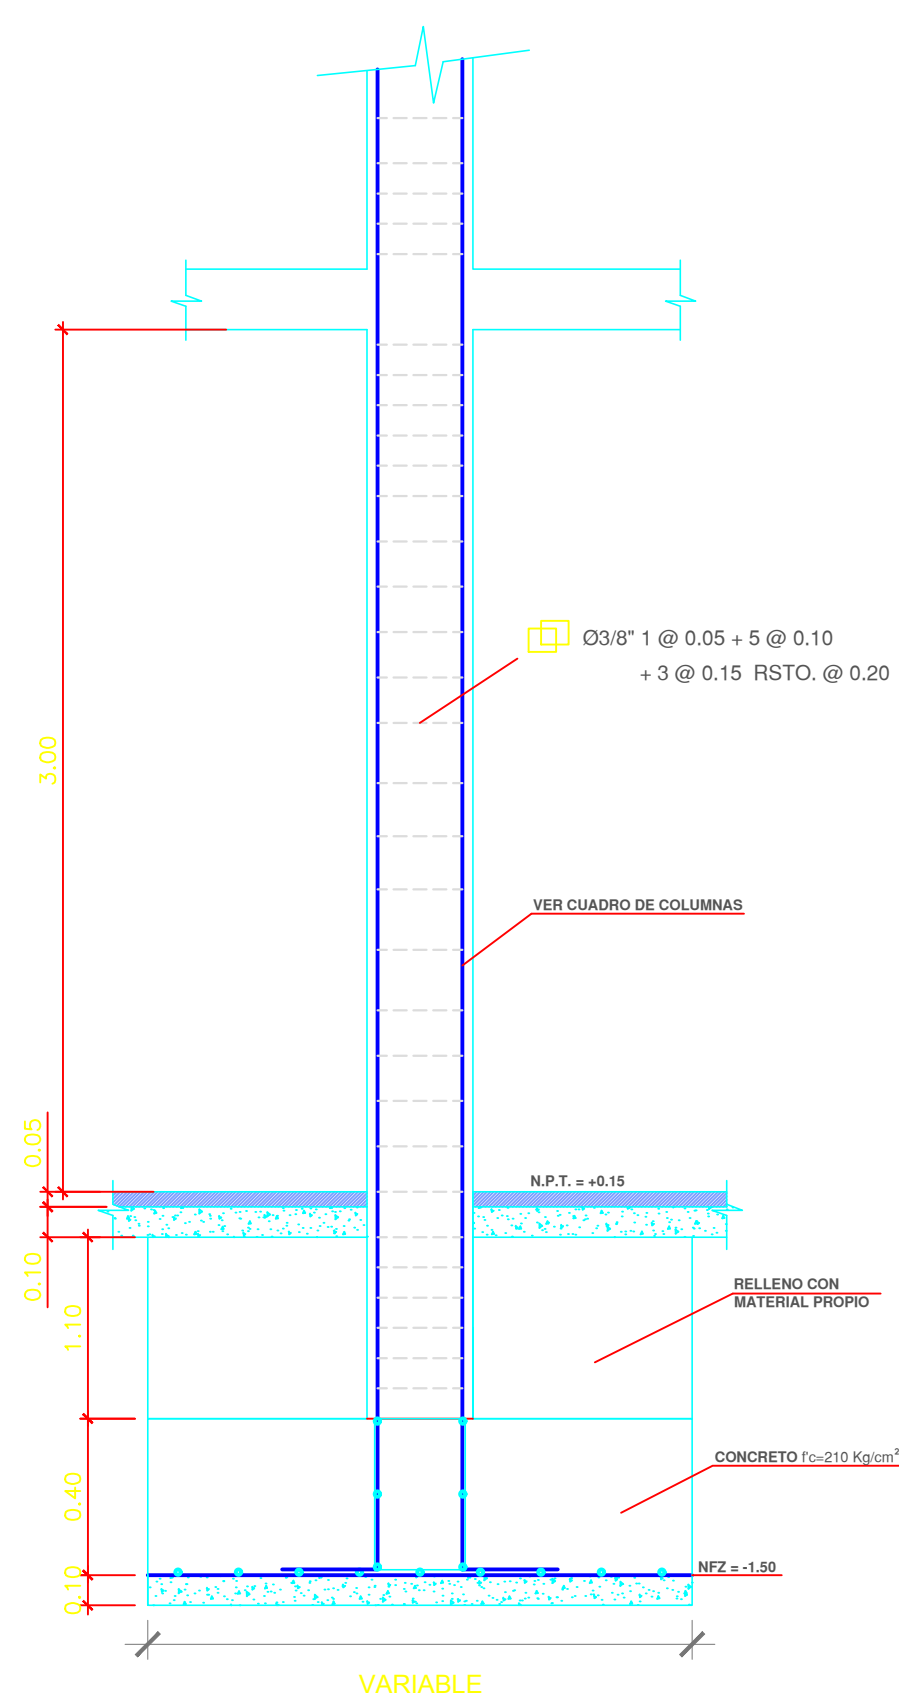 Ø3/8" 1 @ 0.05 + 5 @ 0.10
+ 3 @ 0.15 RSTO. @ 0.20
3.00
VER CUADRO DE COLUMNAS
0.05
N.P.T. = +0.15
0.10
1.10
RELLENO CON
MATERIAL PROPIO
0.40
CONCRETO f'c=210 Kg/cm²
NFZ = -1.50
0.10
VARIABLE